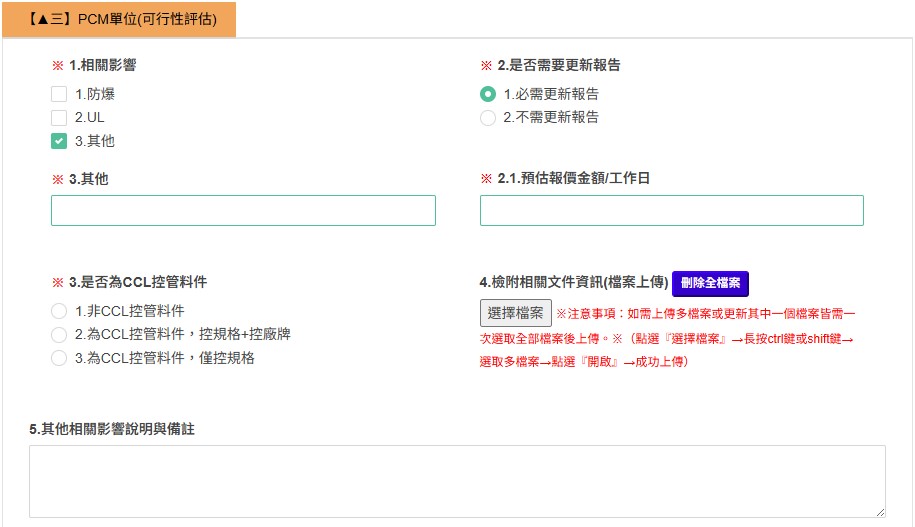 【▲三】PCM單位(可行性評估)
※ 1.相關影響
1.防爆
2.UL
3.其他
※ 2.是否需要更新報告
1.必需更新報告
2.不需更新報告
※ 3.其他
※ 2.1.預估報價金額/工作日
※ 3.是否為CCL控管料件
1.非CCL控管料件
2.為CCL控管料件，控規格+控廠牌
3.為CCL控管料件，僅控規格
4.檢附相關文件資訊(檔案上傳) 刪除全檔案
選擇檔案 ※注意事項：如需上傳多檔案或更新其中一個檔案皆需一
次選取全部檔案後上傳。※（點選『選擇檔案』→長按ctrl鍵或shift鍵→
選取多檔案→點選『開啟』→成功上傳）
5.其他相關影響說明與備註